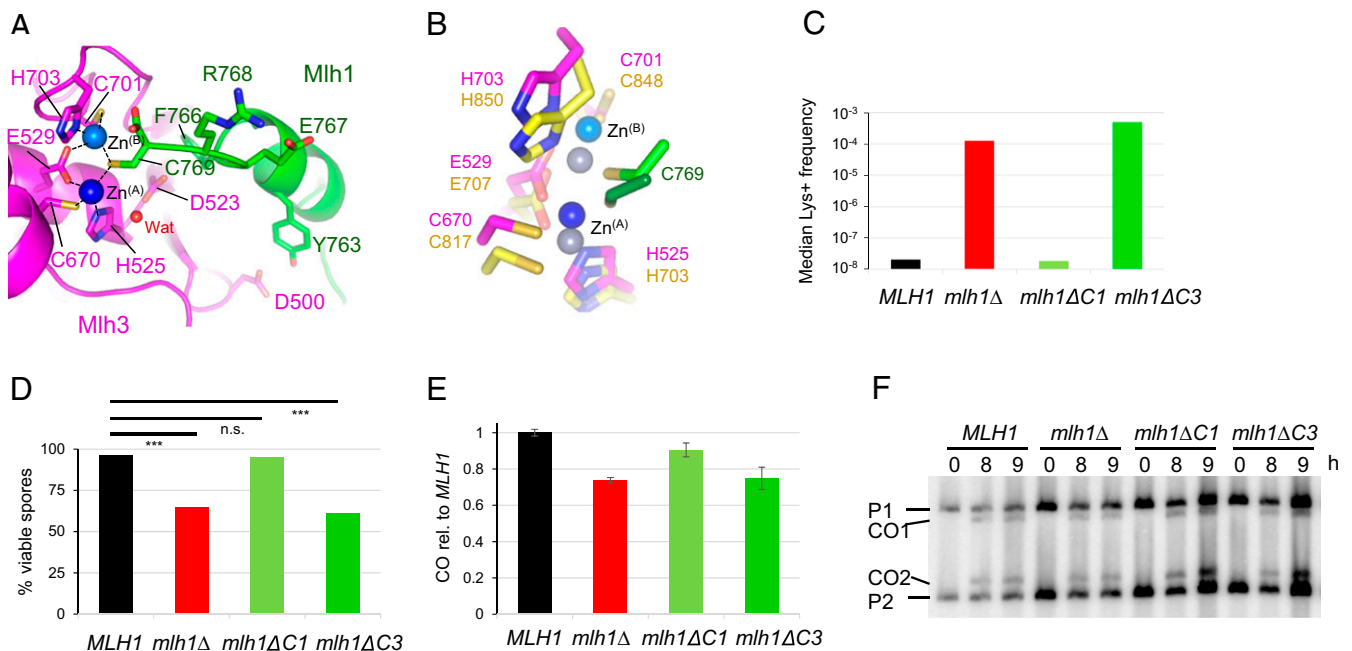 A
H703
C701
R768
Mlh1
F766
E767
E529
Zn(B)
C769
Zn(A)
D523
Wat
C670
H525
Y763
D500
Mlh3
B
H703
H850
C701
C848
Zn(B)
E529
E707
C769
C670
C817
Zn(A)
H525
H703
C
Median Lys+ frequency
10-3
10-4
10-5
10-6
10-7
10-8
MLH1 mlh1Δ mlh1ΔC1 mlh1ΔC3
D
***
n.s.
***
% viable spores
100
75
50
25
0
MLH1 mlh1Δ mlh1ΔC1 mlh1ΔC3
E
CO rel. to MLH1
1
0.8
0.6
0.4
0.2
0
MLH1 mlh1Δ mlh1ΔC1 mlh1ΔC3
F
MLH1 mlh1Δ mlh1ΔC1 mlh1ΔC3
0 8 9 0 8 9 0 8 9 0 8 9 h
P1
CO1
CO2
P2